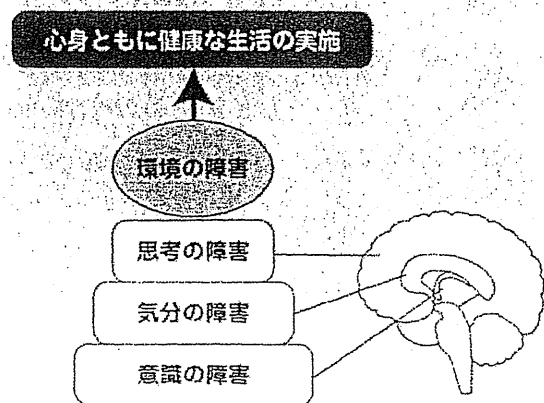 心身ともに健康な生活の実施
環境の障害
思考の障害
気分の障害
意識の障害